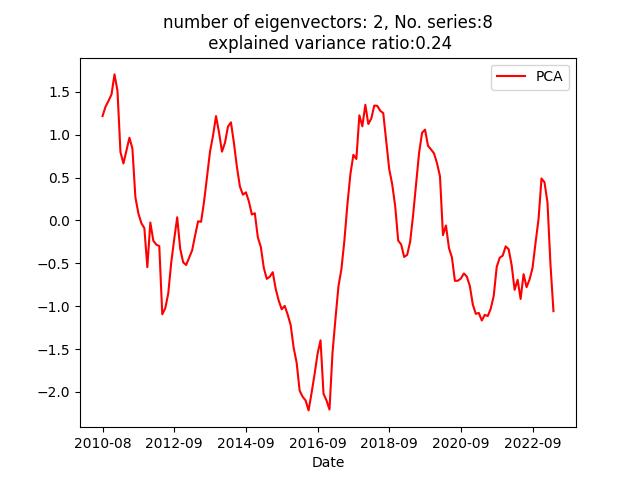 number of eigenvectors: 2, No. series:8
explained variance ratio:0.24
PCA
1.5
1.0
0.5
0.0
−0.5
−1.0
−1.5
−2.0
2010-08 2012-09 2014-09 2016-09 2018-09 2020-09 2022-09
Date